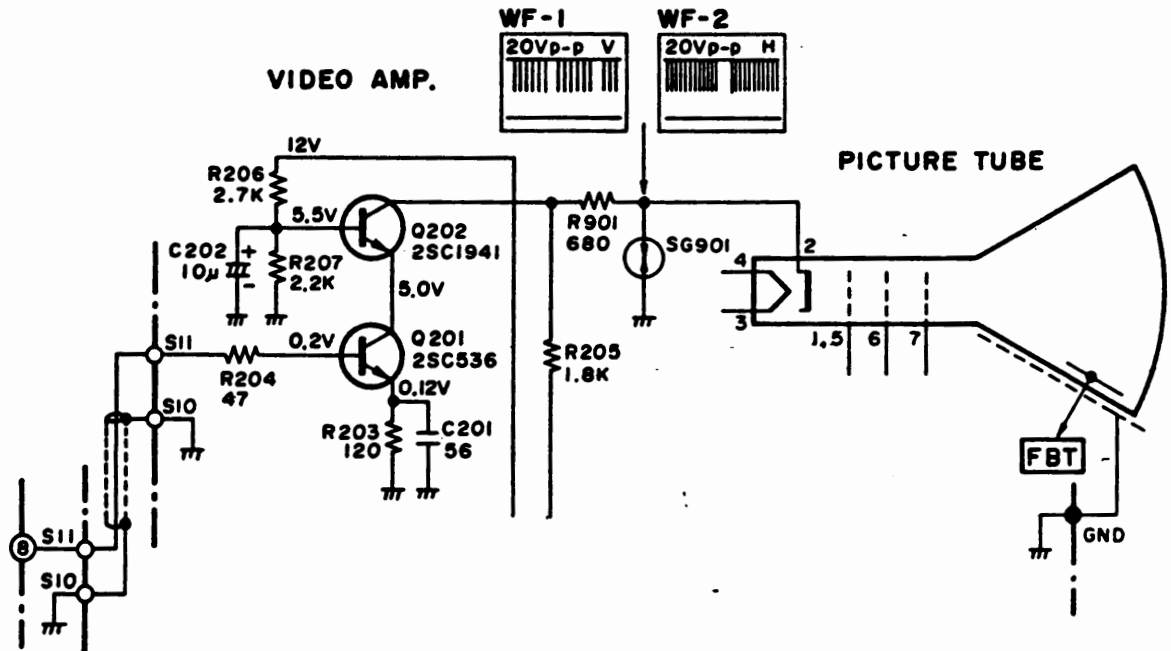 WF-1
20Vp-p V
WF-2
20Vp-p H
VIDEO AMP.
PICTURE TUBE
12V
R206
2.7K
5.5V
Q202
2SC1941
C202
10μ
+
-
R207
2.2K
5.0V
R901
680
SG901
2
4
3
1,5
6
7
S11
R204
47
0.2V
Q201
2SC536
0.12V
R205
1.8K
S10
R203
120
C201
56
FBT
GND
8
S11
S10